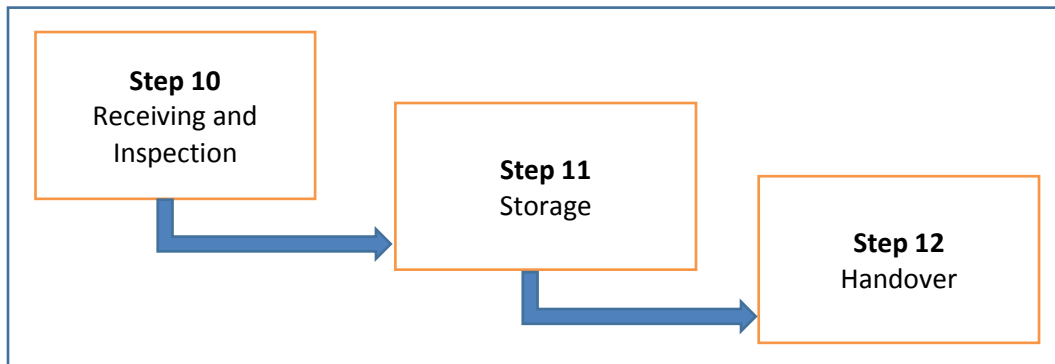 Step 10
Receiving and
Inspection
Step 11
Storage
Step 12
Handover